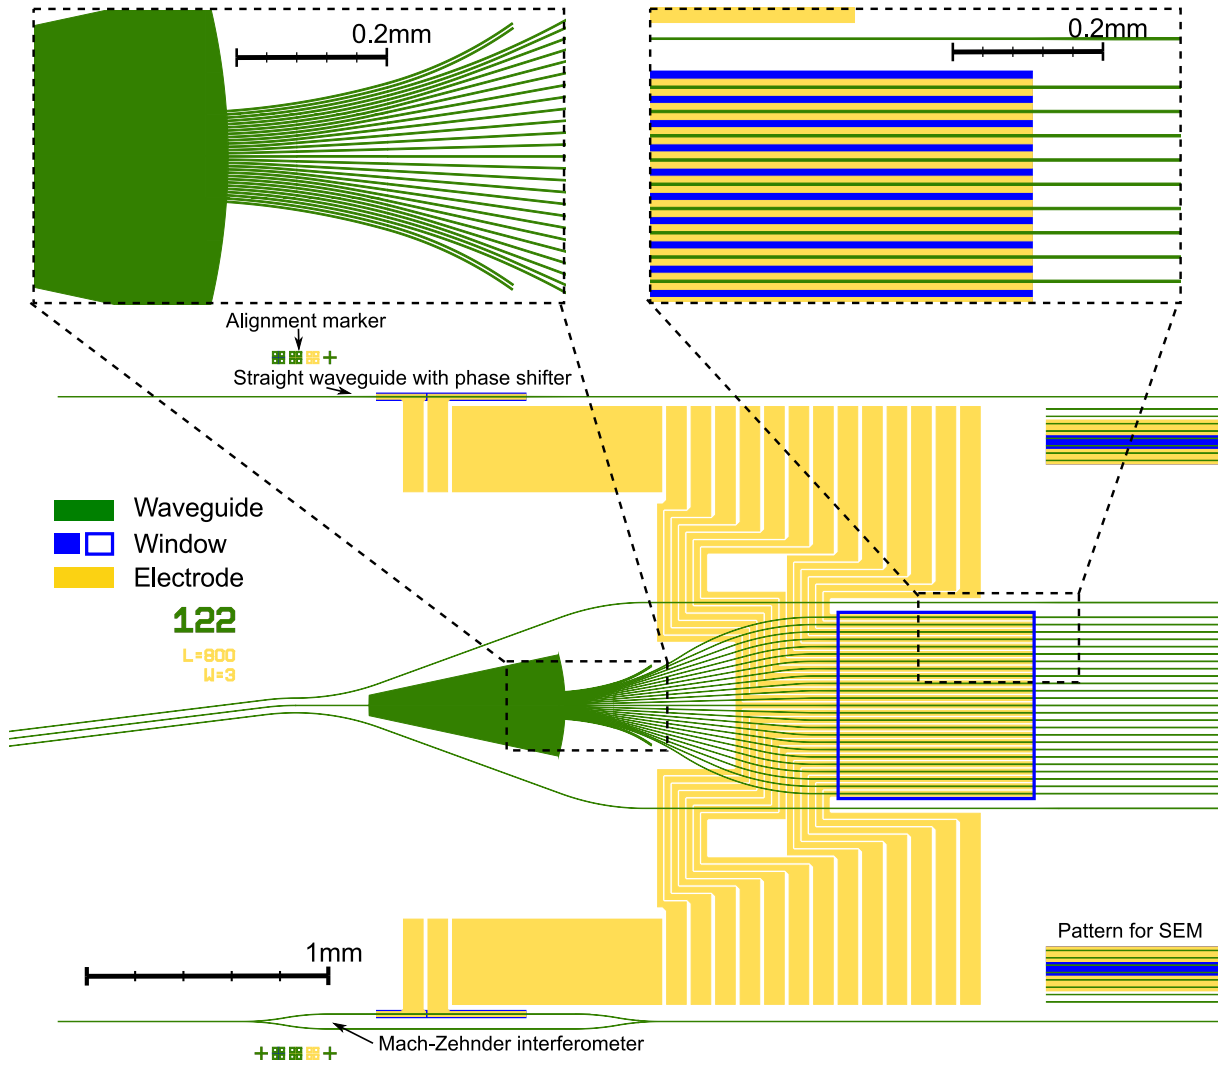 0.2mm
0.2mm
Alignment marker
Straight waveguide with phase shifter
Waveguide
Window
Electrode
122
L=800
W=3
Pattern for SEM
1mm
Mach-Zehnder interferometer